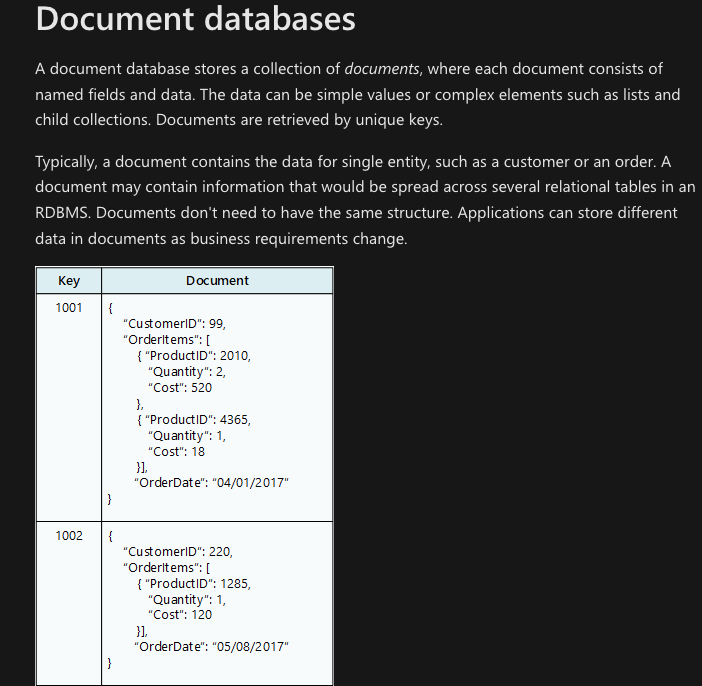 Document databases
A document database stores a collection of documents, where each document consists of
named fields and data. The data can be simple values or complex elements such as lists and
child collections. Documents are retrieved by unique keys.
Typically, a document contains the data for single entity, such as a customer or an order. A
document may contain information that would be spread across several relational tables in an
RDBMS. Documents don't need to have the same structure. Applications can store different
data in documents as business requirements change.
Key Document
1001 {
“CustomerID”: 99,
“OrderItems”: [
{ “ProductID”: 2010,
“Quantity”: 2,
“Cost”: 520
},
{ “ProductID”: 4365,
“Quantity”: 1,
“Cost”: 18
}],
“OrderDate”: “04/01/2017”
}
1002 {
“CustomerID”: 220,
“OrderItems”: [
{ “ProductID”: 1285,
“Quantity”: 1,
“Cost”: 120
}],
“OrderDate”: “05/08/2017”
}